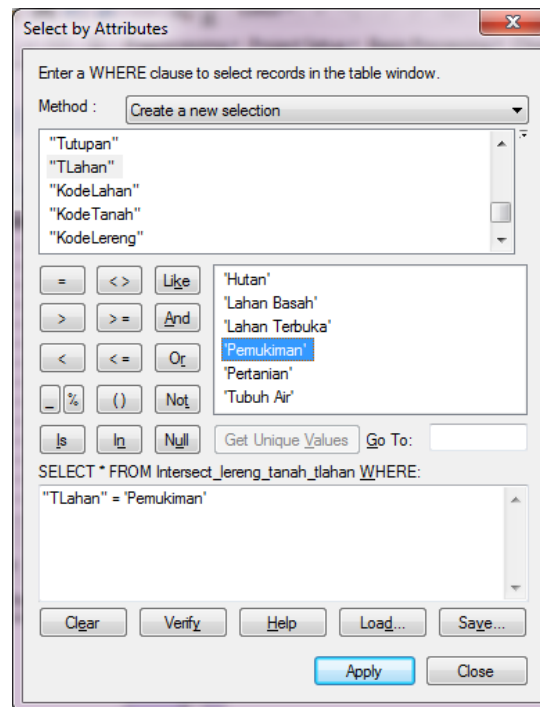 Select by Attributes
X
Enter a WHERE clause to select records in the table window.
Method : Create a new selection
"Tutupan"
"TLahan"
"KodeLahan"
"KodeTanah"
"KodeLereng"
= <> Like
> >= And
< <= Or
_ % () Not
Is In Null
'Hutan'
'Lahan Basah'
'Lahan Terbuka'
'Pemukiman'
'Pertanian'
'Tubuh Air'
Get Unique Values Go To:
SELECT * FROM Intersect_lereng_tanah_tlahan WHERE:
"TLahan" = 'Pemukiman'
Clear Verify Help Load... Save...
Apply Close